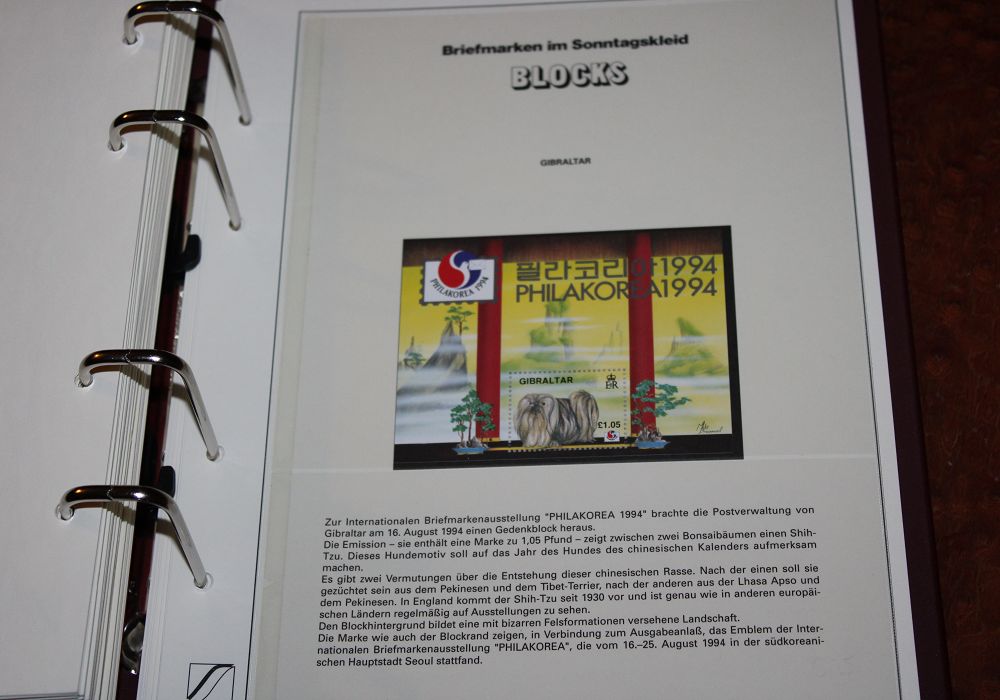 Briefmarken im Sonntagskleid
BLOCKS
GIBRALTAR
PHILAKOREA 1994
필라코리아1994
PHILAKOREA1994
GIBRALTAR
ER
£1.05
Zur Internationalen Briefmarkenausstellung "PHILAKOREA 1994" brachte die Postverwaltung von
Gibraltar am 16. August 1994 einen Gedenkblock heraus.
Die Emission – sie enthält eine Marke zu 1,05 Pfund – zeigt zwischen zwei Bonsaibäumen einen Shih-
Tzu. Dieses Hundemotiv soll auf das Jahr des Hundes des chinesischen Kalenders aufmerksam
machen.
Es gibt zwei Vermutungen über die Entstehung dieser chinesischen Rasse. Nach der einen soll sie
gezüchtet sein aus dem Pekinesen und dem Tibet-Terrier, nach der anderen aus der Lhasa Apso und
dem Pekinesen. In England kommt der Shih-Tzu seit 1930 vor und ist genau wie in anderen europäi-
schen Ländern regelmäßig auf Ausstellungen zu sehen.
Den Blockhintergrund bildet eine mit bizarren Felsformationen versehene Landschaft.
Die Marke wie auch der Blockrand zeigen, in Verbindung zum Ausgabeanlaß, das Emblem der Inter-
nationalen Briefmarkenausstellung "PHILAKOREA", die vom 16.–25. August 1994 in der südkoreani-
schen Hauptstadt Seoul stattfand.